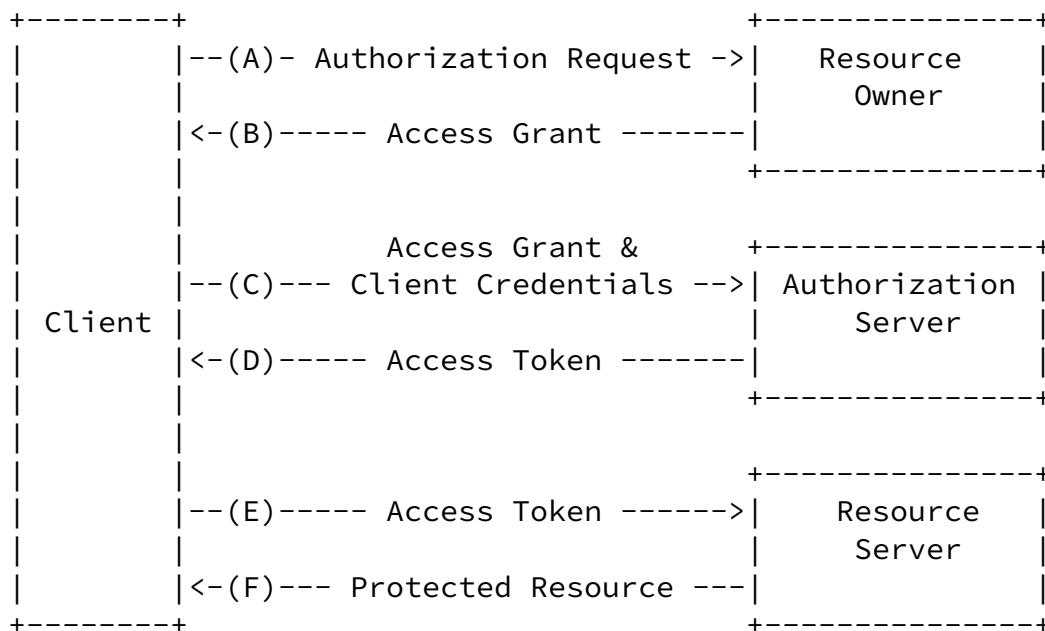 +--------+                               +---------------+
|        |--(A)- Authorization Request ->|   Resource    |
|        |                               |     Owner     |
|        |<-(B)----- Access Grant -------|               |
|        |                               +---------------+
|        |
|        |          Access Grant &       +---------------+
|        |--(C)--- Client Credentials -->| Authorization |
| Client |                               |     Server    |
|        |<-(D)----- Access Token -------|               |
|        |                               +---------------+
|        |
|        |                               +---------------+
|        |--(E)----- Access Token ------>|    Resource   |
|        |                               |     Server    |
|        |<-(F)--- Protected Resource ---|               |
+--------+                               +---------------+